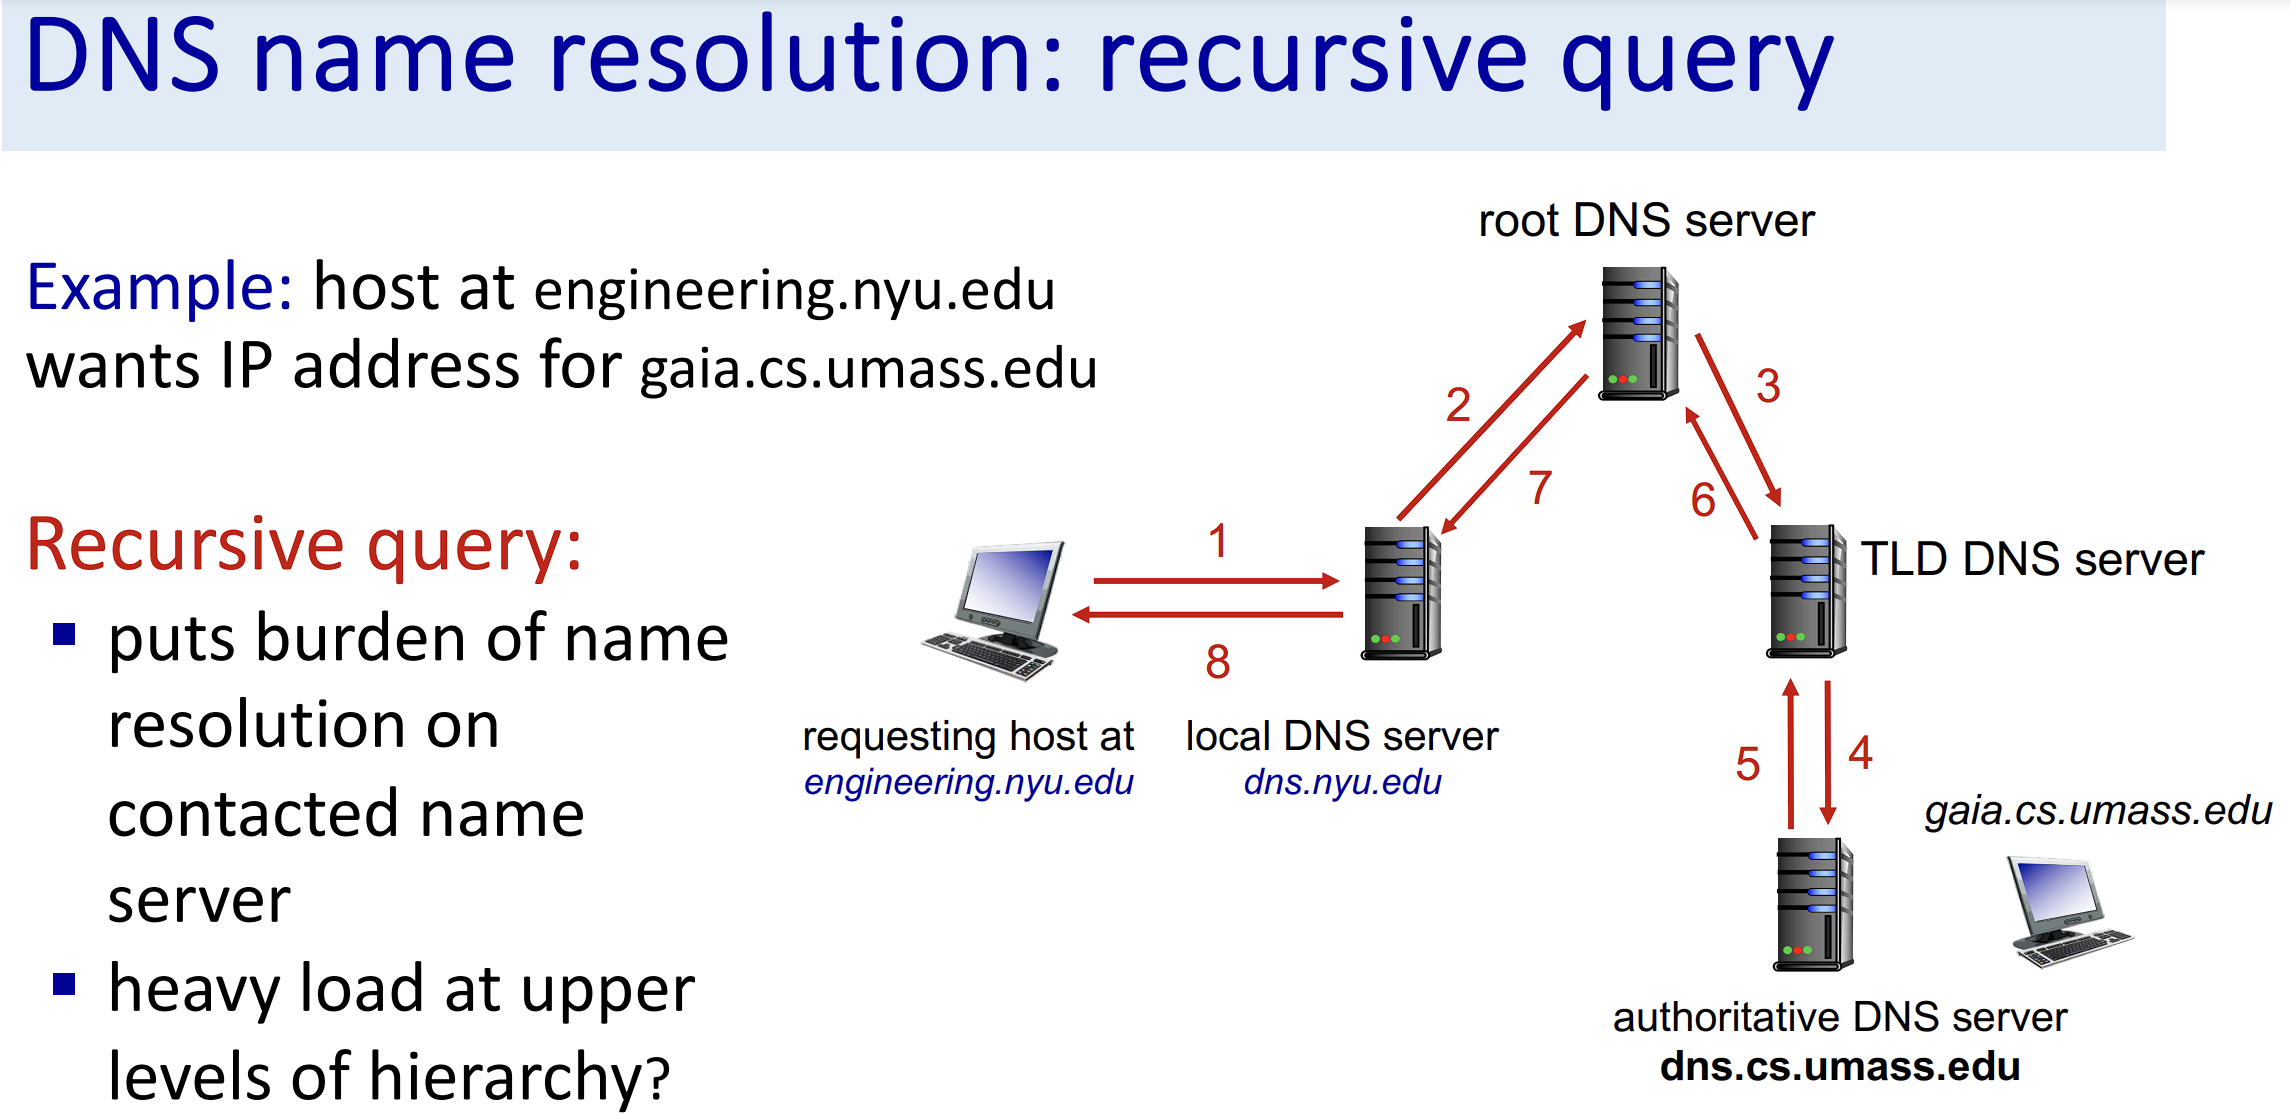 DNS name resolution: recursive query
Example: host at engineering.nyu.edu
wants IP address for gaia.cs.umass.edu
Recursive query:
▪ puts burden of name
resolution on
contacted name
server
▪ heavy load at upper
levels of hierarchy?
root DNS server
2
3
7
6
1
8
TLD DNS server
requesting host at
engineering.nyu.edu
local DNS server
dns.nyu.edu
5
4
gaia.cs.umass.edu
authoritative DNS server
dns.cs.umass.edu